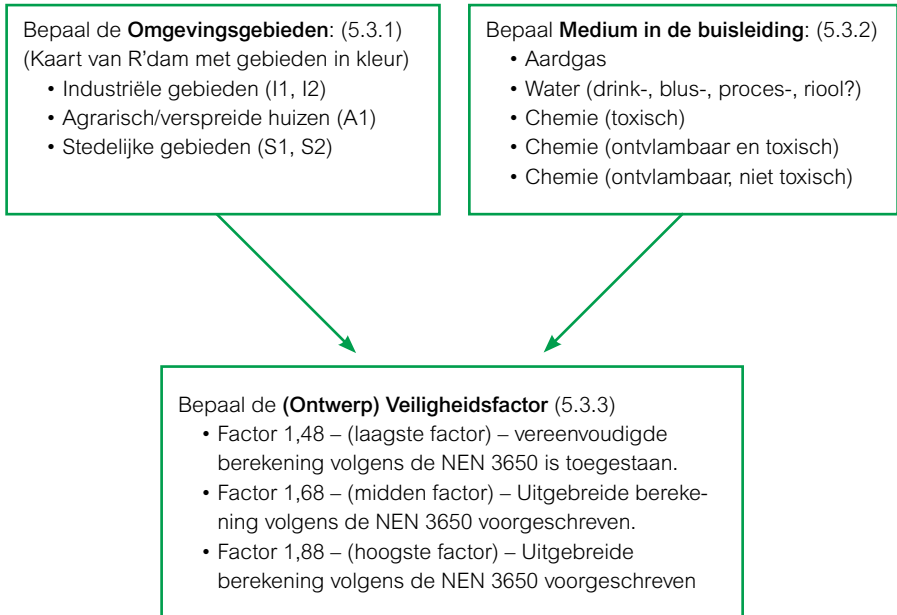 Bepaal de Omgevingsgebieden: (5.3.1)
(Kaart van R'dam met gebieden in kleur)
• Industriële gebieden (I1, I2)
• Agrarisch/verspreide huizen (A1)
• Stedelijke gebieden (S1, S2)
Bepaal Medium in de buisleiding: (5.3.2)
• Aardgas
• Water (drink-, blus-, proces-, riool?)
• Chemie (toxisch)
• Chemie (ontvlambaar en toxisch)
• Chemie (ontvlambaar, niet toxisch)
Bepaal de (Ontwerp) Veiligheidsfactor (5.3.3)
• Factor 1,48 – (laagste factor) – vereenvoudigde
berekening volgens de NEN 3650 is toegestaan.
• Factor 1,68 – (midden factor) – Uitgebreide bereke-
ning volgens de NEN 3650 voorgeschreven.
• Factor 1,88 – (hoogste factor) – Uitgebreide
berekening volgens de NEN 3650 voorgeschreven